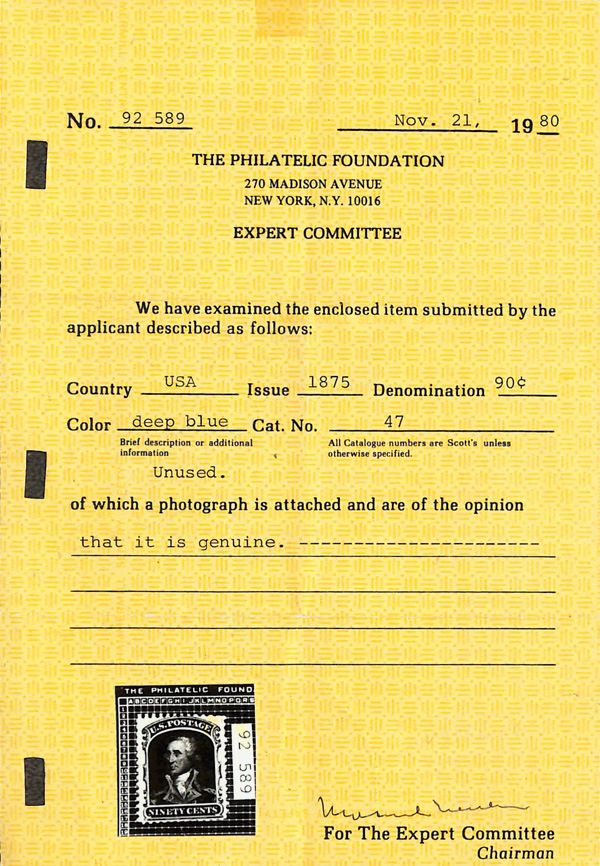 No. 92 589 Nov. 21, 1980
THE PHILATELIC FOUNDATION
270 MADISON AVENUE
NEW YORK, N.Y. 10016
EXPERT COMMITTEE
We have examined the enclosed item submitted by the
applicant described as follows:
Country USA Issue 1875 Denomination 90¢
Color deep blue Cat. No. 47
Brief description or additional
information
All Catalogue numbers are Scott's unless
otherwise specified.
Unused.
of which a photograph is attached and are of the opinion
that it is genuine. ----------------------
THE PHILATELIC FOUND
ABCDEFGHIJKLMNOPQRS
U.S. POSTAGE
NINETY CENTS
92 589
For The Expert Committee
Chairman